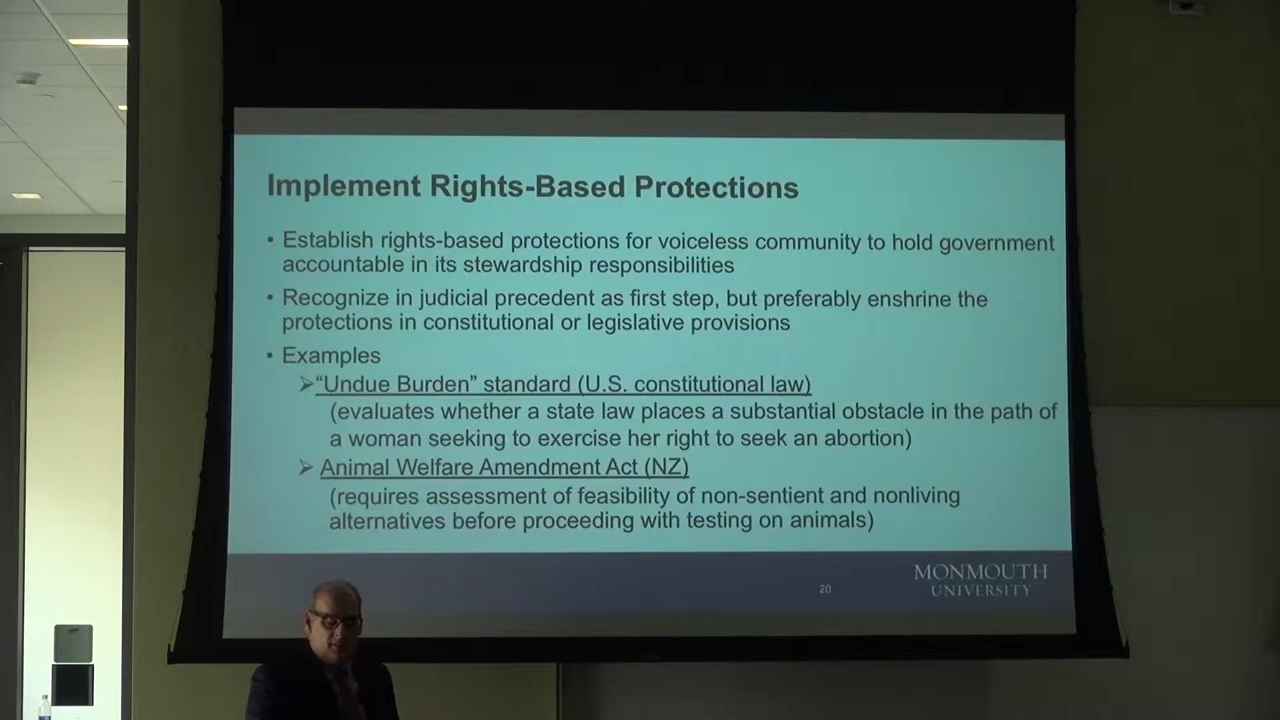 Implement Rights-Based Protections
• Establish rights-based protections for voiceless community to hold government
accountable in its stewardship responsibilities
• Recognize in judicial precedent as first step, but preferably enshrine the
protections in constitutional or legislative provisions
• Examples
➢“Undue Burden” standard (U.S. constitutional law)
(evaluates whether a state law places a substantial obstacle in the path of
a woman seeking to exercise her right to seek an abortion)
➢ Animal Welfare Amendment Act (NZ)
(requires assessment of feasibility of non-sentient and nonliving
alternatives before proceeding with testing on animals)
20
MONMOUTH
UNIVERSITY